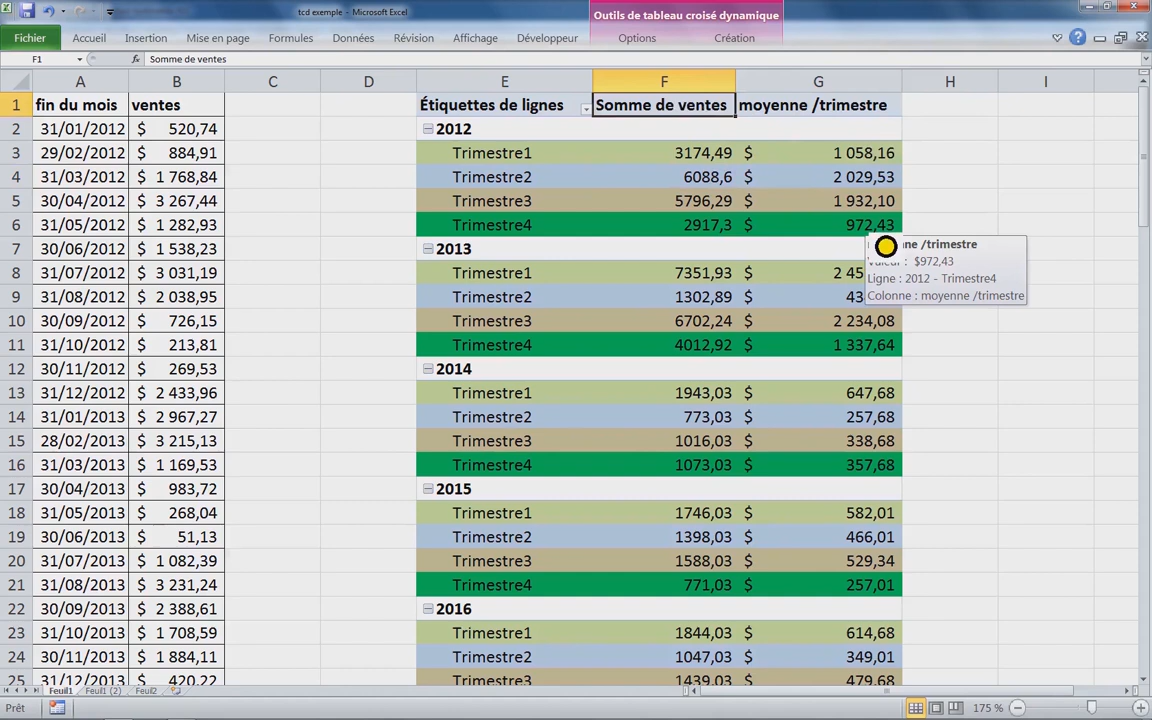 tcd exemple - Microsoft Excel
Outils de tableau croisé dynamique
Fichier Accueil Insertion Mise en page Formules Données Révision Affichage Développeur Options Création
F1 fx Somme de ventes
A B C D E F G H I
1 fin du mois ventes Étiquettes de lignes Somme de ventes moyenne /trimestre
2 31/01/2012 $ 520,74 2012
3 29/02/2012 $ 884,91 Trimestre1 3174,49 $ 1 058,16
4 31/03/2012 $ 1 768,84 Trimestre2 6088,6 $ 2 029,53
5 30/04/2012 $ 3 267,44 Trimestre3 5796,29 $ 1 932,10
6 31/05/2012 $ 1 282,93 Trimestre4 2917,3 $ 972,43
7 30/06/2012 $ 1 538,23 2013
8 31/07/2012 $ 3 031,19 Trimestre1 7351,93 $ 2 45
9 31/08/2012 $ 2 038,95 Trimestre2 1302,89 $ 43
10 30/09/2012 $ 726,15 Trimestre3 6702,24 $ 2 234,08
11 31/10/2012 $ 213,81 Trimestre4 4012,92 $ 1 337,64
12 30/11/2012 $ 269,53 2014
13 31/12/2012 $ 2 433,96 Trimestre1 1943,03 $ 647,68
14 31/01/2013 $ 2 967,27 Trimestre2 773,03 $ 257,68
15 28/02/2013 $ 3 215,13 Trimestre3 1016,03 $ 338,68
16 31/03/2013 $ 1 169,53 Trimestre4 1073,03 $ 357,68
17 30/04/2013 $ 983,72 2015
18 31/05/2013 $ 268,04 Trimestre1 1746,03 $ 582,01
19 30/06/2013 $ 51,13 Trimestre2 1398,03 $ 466,01
20 31/07/2013 $ 1 082,39 Trimestre3 1588,03 $ 529,34
21 31/08/2013 $ 3 231,24 Trimestre4 771,03 $ 257,01
22 30/09/2013 $ 2 388,61 2016
23 31/10/2013 $ 1 708,59 Trimestre1 1844,03 $ 614,68
24 30/11/2013 $ 1 884,11 Trimestre2 1047,03 $ 349,01
25 31/12/2013 $ 420,22 Trimestre3 1439,03 $ 479,68
ne /trimestre
Valeur : $972,43
Ligne : 2012 - Trimestre4
Colonne : moyenne /trimestre
Feuil1 Feuil1 (2) Feuil2
Prêt 175 %